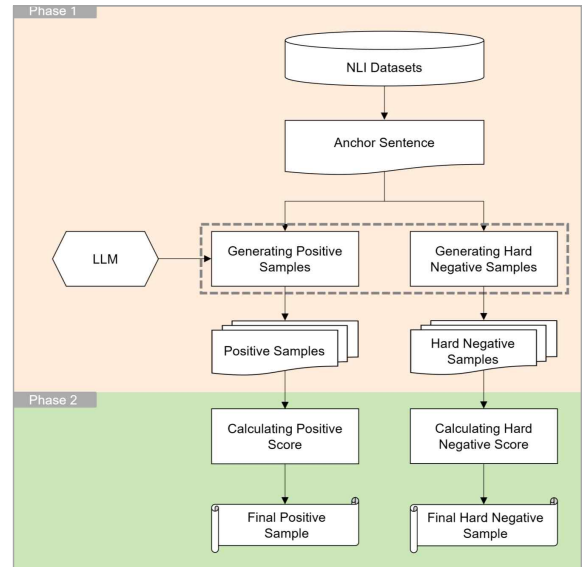 Phase 1
NLI Datasets
Anchor Sentence
LLM
Generating Positive
Samples
Generating Hard
Negative Samples
Positive Samples
Hard Negative
Samples
Phase 2
Calculating Positive
Score
Calculating Hard
Negative Score
Final Positive
Sample
Final Hard Negative
Sample